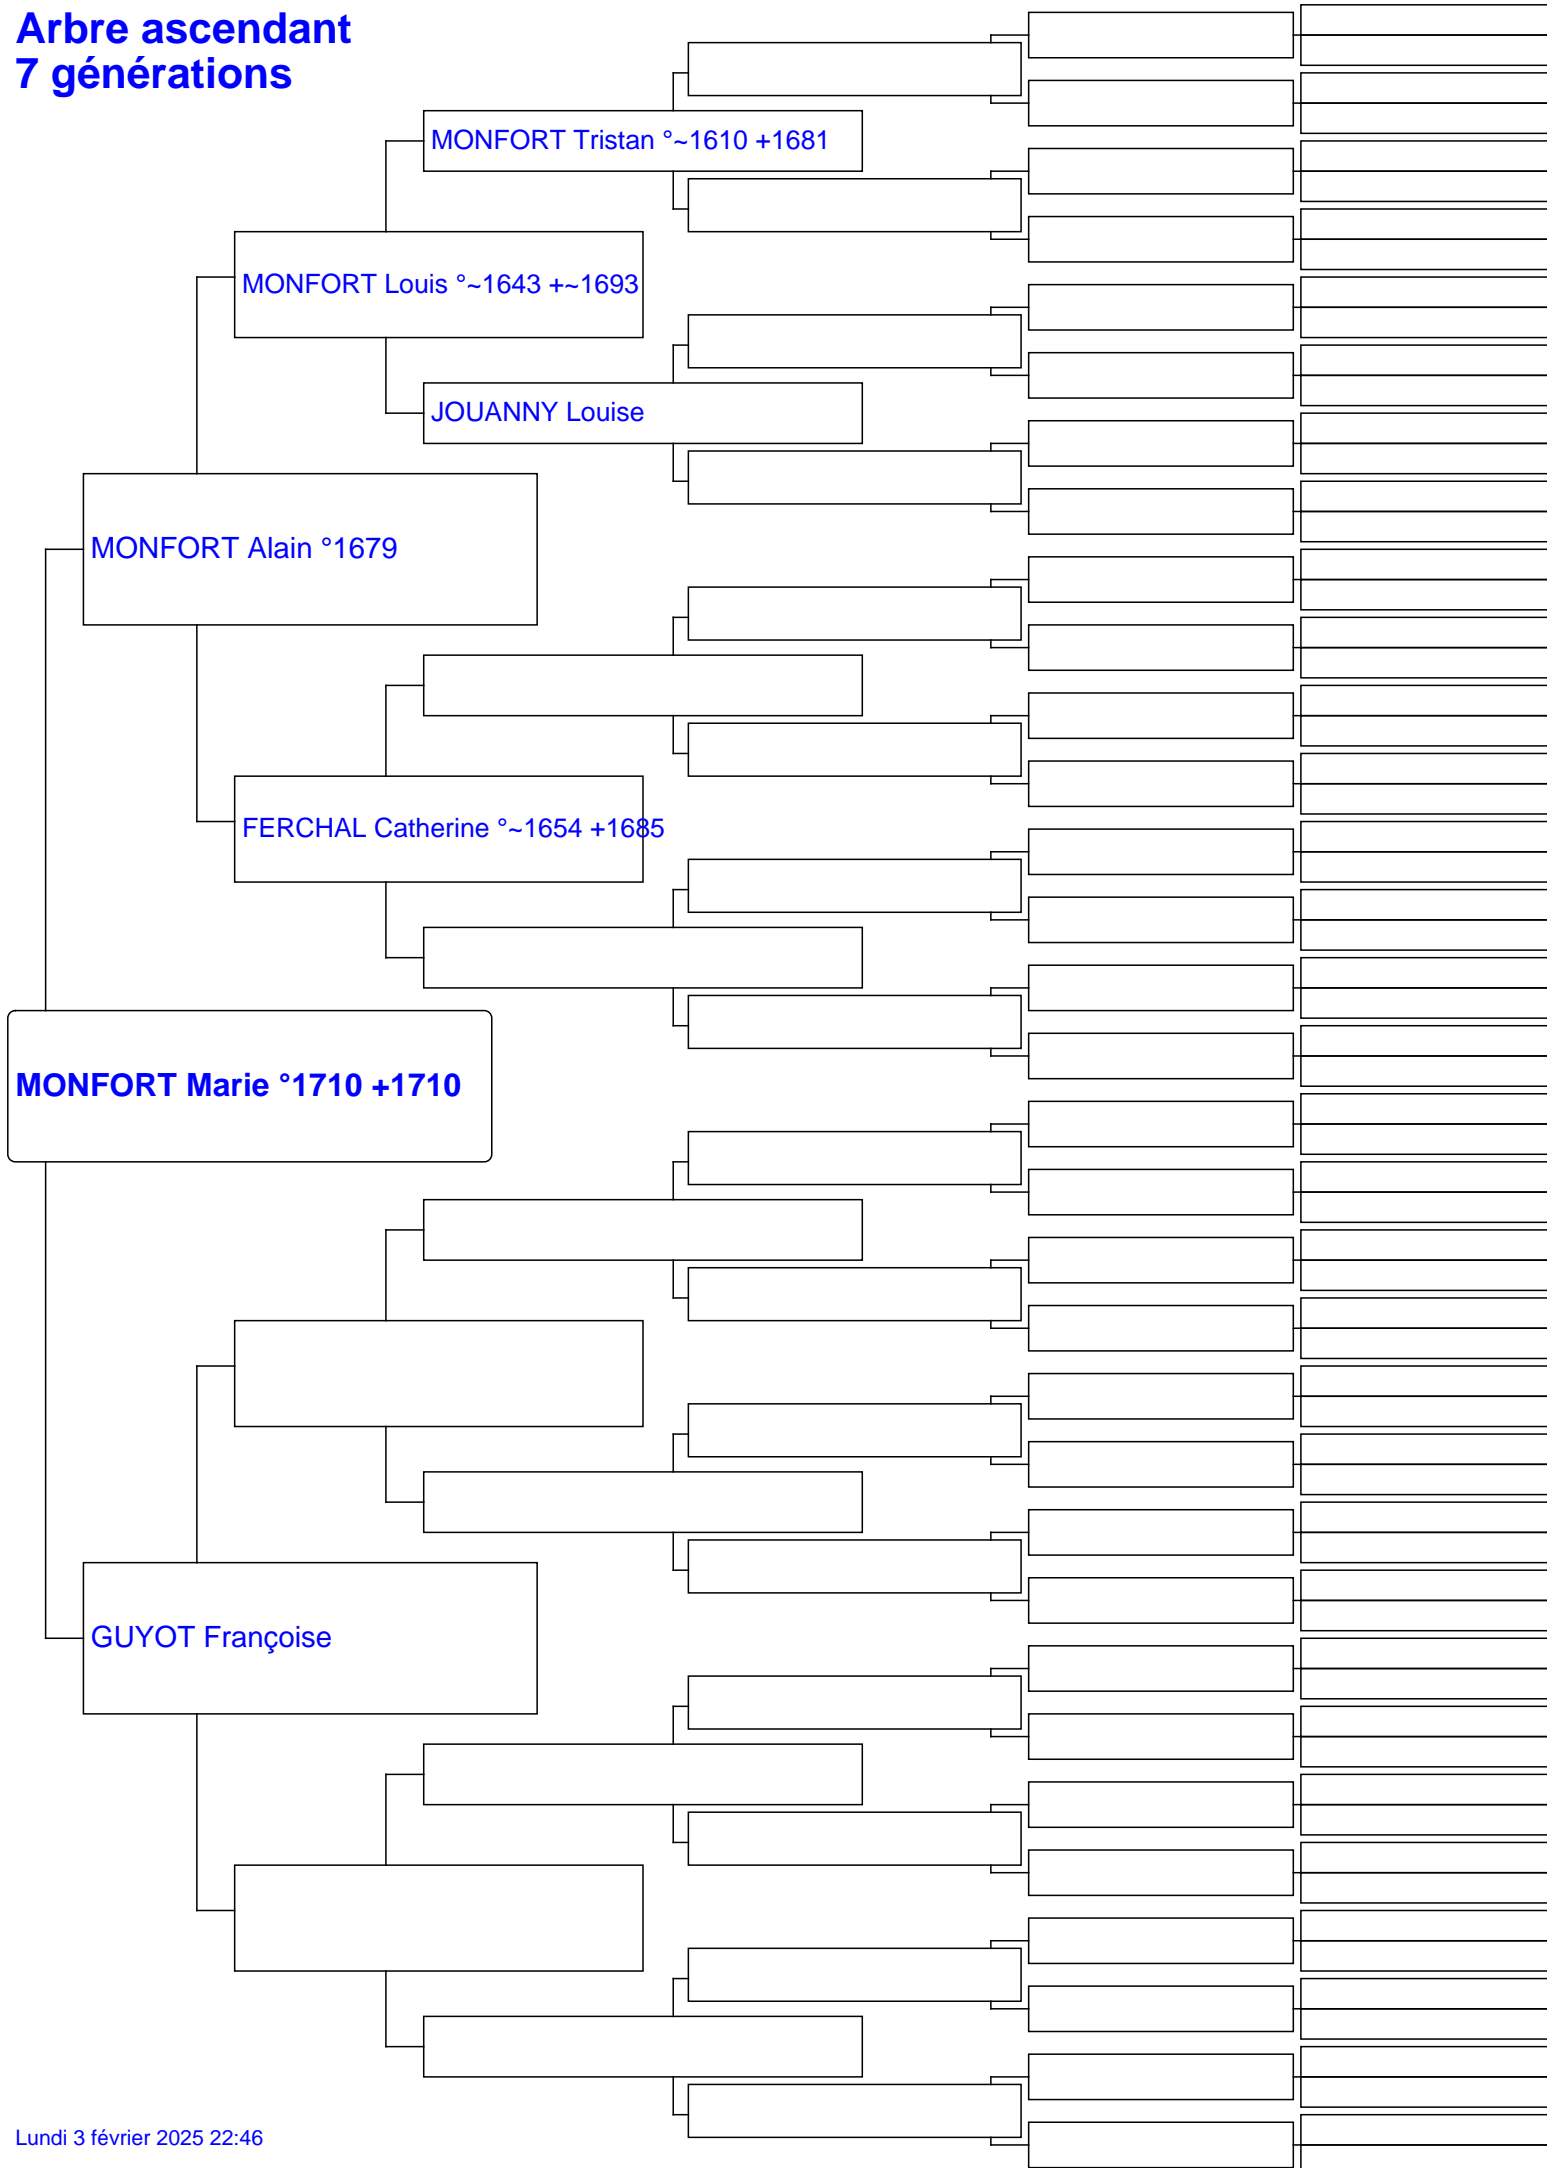 Arbre ascendant
7 générations
MONFORT Tristan °~1610 +1681
MONFORT Louis °~1643 +~1693
JOUANNY Louise
MONFORT Alain °1679
FERCHAL Catherine °~1654 +1685
MONFORT Marie °1710 +1710
GUYOT Françoise
Lundi 3 février 2025 22:46